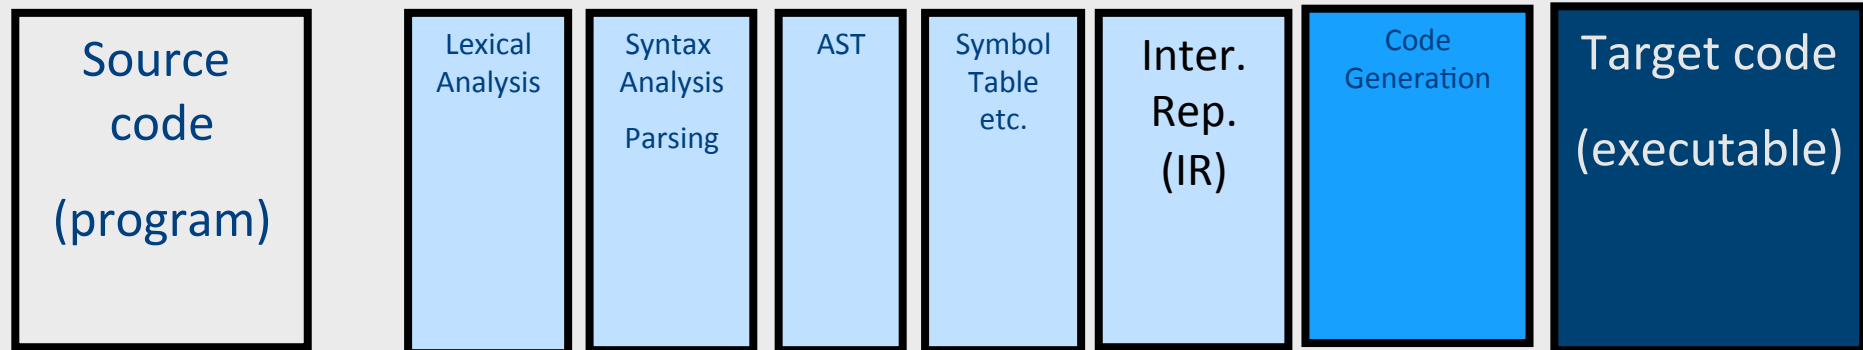 Source
code
(program)
Lexical
Analysis
Syntax
Analysis
Parsing
AST
Symbol
Table
etc.
Inter.
Rep.
(IR)
Code
Generation
Target code
(executable)